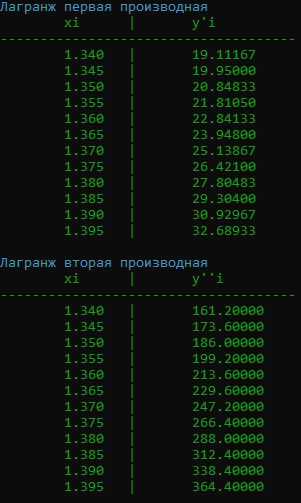 Лагранж первая производная
xi | y'i
-------------------------------------
1.340 | 19.11167
1.345 | 19.95000
1.350 | 20.84833
1.355 | 21.81050
1.360 | 22.84133
1.365 | 23.94800
1.370 | 25.13867
1.375 | 26.42100
1.380 | 27.80483
1.385 | 29.30400
1.390 | 30.92967
1.395 | 32.68933
Лагранж вторая производная
xi | y''i
-------------------------------------
1.340 | 161.20000
1.345 | 173.60000
1.350 | 186.00000
1.355 | 199.20000
1.360 | 213.60000
1.365 | 229.60000
1.370 | 247.20000
1.375 | 266.40000
1.380 | 288.00000
1.385 | 312.40000
1.390 | 338.40000
1.395 | 364.40000